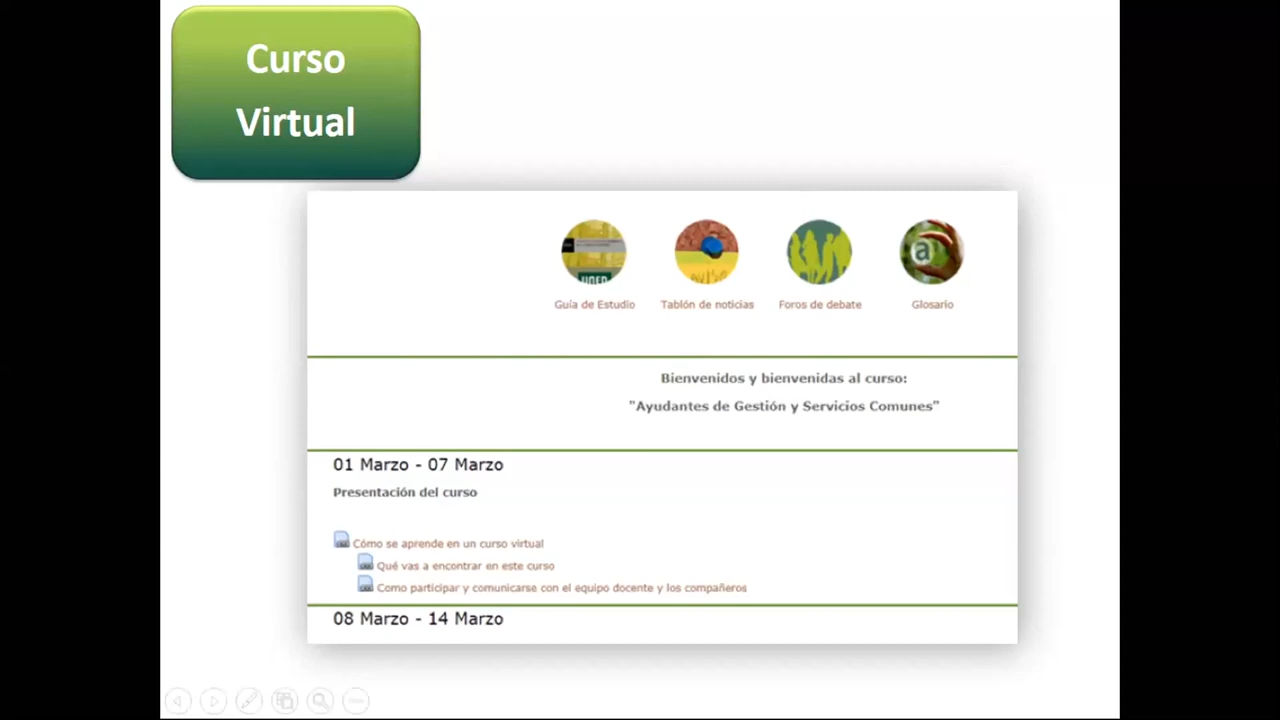 Curso
Virtual
UNED
AVISO
a
Guía de Estudio
Tablón de noticias
Foros de debate
Glosario
Bienvenidos y bienvenidas al curso:
"Ayudantes de Gestión y Servicios Comunes"
01 Marzo - 07 Marzo
Presentación del curso
Cómo se aprende en un curso virtual
Qué vas a encontrar en este curso
Como participar y comunicarse con el equipo docente y los compañeros
08 Marzo - 14 Marzo